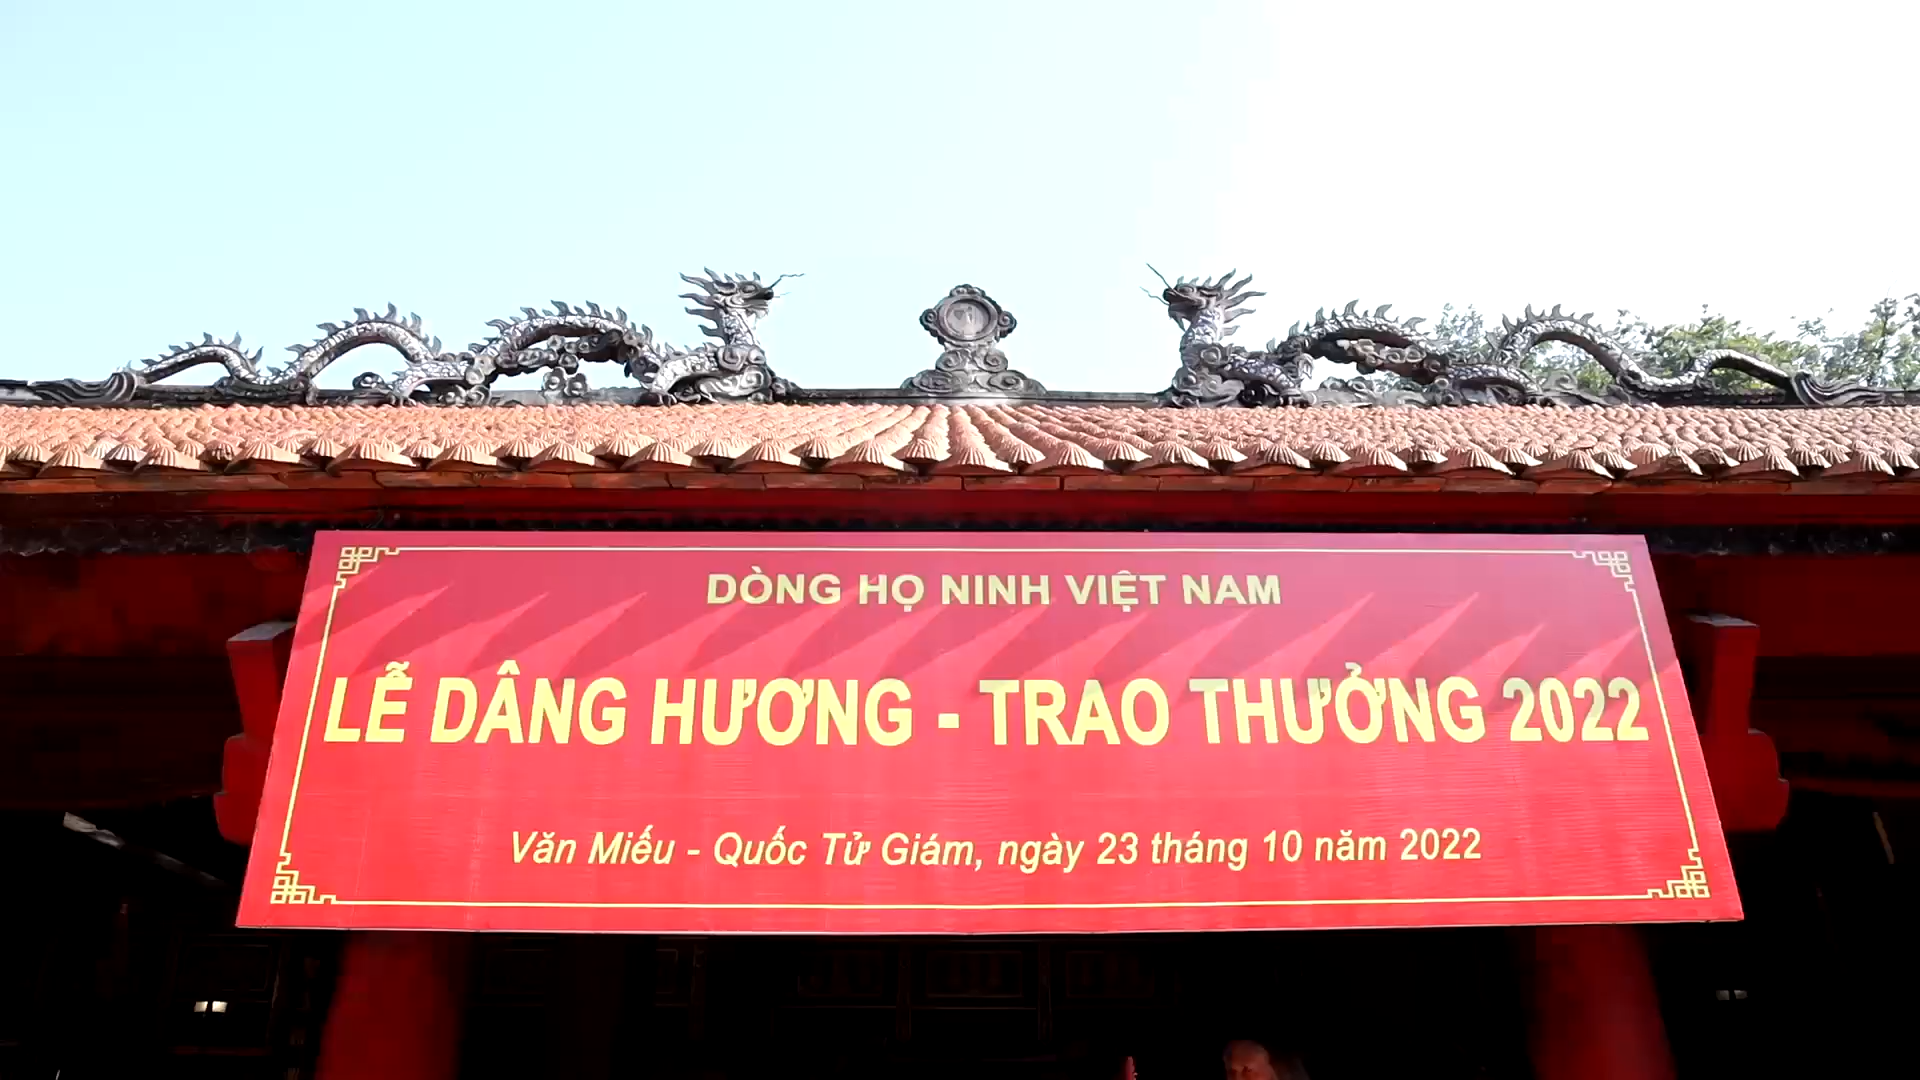 DÒNG HỌ NINH VIỆT NAM
LỄ DÂNG HƯƠNG - TRAO THƯỞNG 2022
Văn Miếu - Quốc Tử Giám, ngày 23 tháng 10 năm 2022